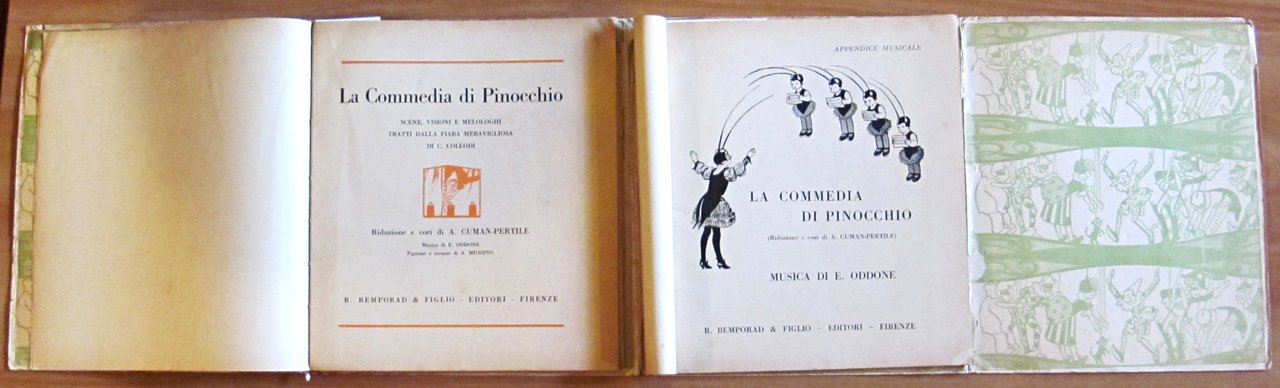 La Commedia di Pinocchio
SCENE, VISIONI E MELOLOGHI
TRATTI DALLA FIABA MERAVIGLIOSA
DI C. COLLODI
Riduzione e cori di A. CUMAN-PERTILE
Musica di E. ODDONE
Figurini e scenari di A. MUSSINO
R. BEMPORAD & FIGLIO - EDITORI - FIRENZE
APPENDICE MUSICALE
LA COMMEDIA
DI PINOCCHIO
(Riduzione e cori di A. CUMAN-PERTILE)
MUSICA DI E. ODDONE
R. BEMPORAD & FIGLIO - EDITORI - FIRENZE